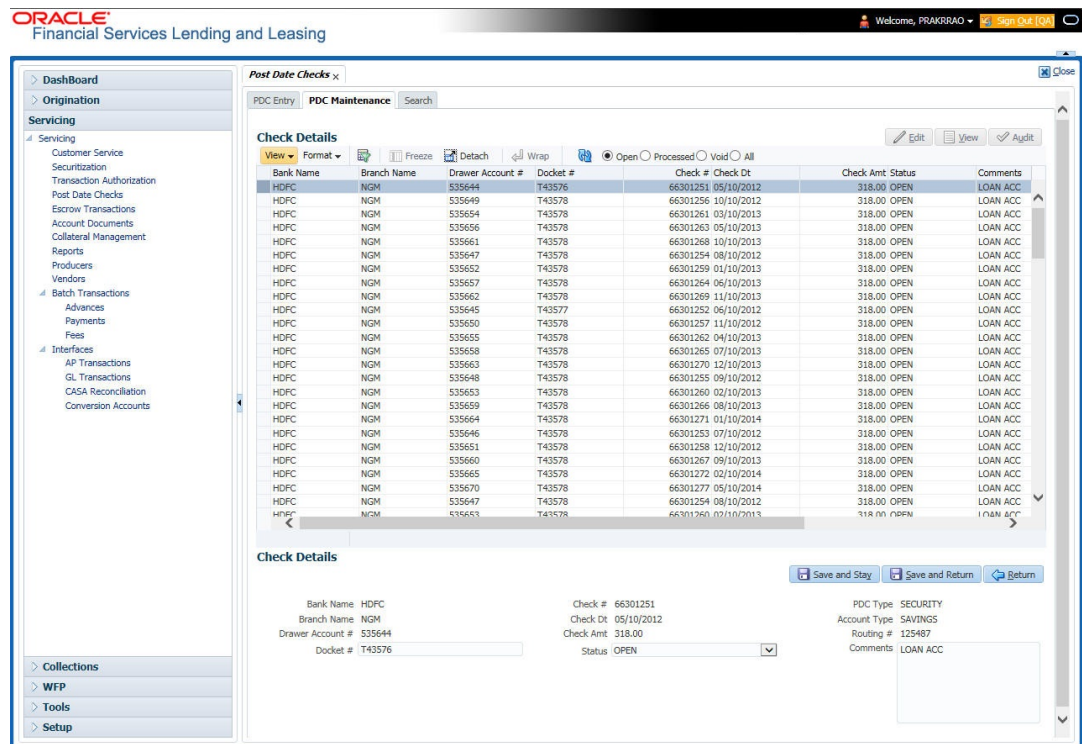 ORACLE
Financial Services Lending and Leasing
Welcome, PRAKRRAO Sign Out [QA]
DashBoard
Origination
Servicing
Servicing
Customer Service
Securitization
Transaction Authorization
Post Date Checks
Escrow Transactions
Account Documents
Collateral Management
Reports
Producers
Vendors
Batch Transactions
Advances
Payments
Fees
Interfaces
AP Transactions
GL Transactions
CASA Reconciliation
Conversion Accounts
Collections
WFP
Tools
Setup
Post Date Checks x
Close
PDC Entry PDC Maintenance Search
Check Details
Edit View Audit
View Format Freeze Detach Wrap Open Processed Void All
Bank Name Branch Name Drawer Account # Docket # Check # Check Dt Check Amt Status Comments
HDFC NGM 535644 T43576 66301251 05/10/2012 318.00 OPEN LOAN ACC
HDFC NGM 535649 T43578 66301256 10/10/2012 318.00 OPEN LOAN ACC
HDFC NGM 535654 T43578 66301261 03/10/2013 318.00 OPEN LOAN ACC
HDFC NGM 535656 T43578 66301263 05/10/2013 318.00 OPEN LOAN ACC
HDFC NGM 535661 T43578 66301268 10/10/2013 318.00 OPEN LOAN ACC
HDFC NGM 535647 T43578 66301254 08/10/2012 318.00 OPEN LOAN ACC
HDFC NGM 535652 T43578 66301259 01/10/2013 318.00 OPEN LOAN ACC
HDFC NGM 535657 T43578 66301264 06/10/2013 318.00 OPEN LOAN ACC
HDFC NGM 535662 T43578 66301269 11/10/2013 318.00 OPEN LOAN ACC
HDFC NGM 535645 T43577 66301252 06/10/2012 318.00 OPEN LOAN ACC
HDFC NGM 535650 T43578 66301257 11/10/2012 318.00 OPEN LOAN ACC
HDFC NGM 535655 T43578 66301262 04/10/2013 318.00 OPEN LOAN ACC
HDFC NGM 535658 T43578 66301265 07/10/2013 318.00 OPEN LOAN ACC
HDFC NGM 535663 T43578 66301270 12/10/2013 318.00 OPEN LOAN ACC
HDFC NGM 535648 T43578 66301255 09/10/2012 318.00 OPEN LOAN ACC
HDFC NGM 535653 T43578 66301260 02/10/2013 318.00 OPEN LOAN ACC
HDFC NGM 535659 T43578 66301266 08/10/2013 318.00 OPEN LOAN ACC
HDFC NGM 535664 T43578 66301271 01/10/2014 318.00 OPEN LOAN ACC
HDFC NGM 535646 T43578 66301253 07/10/2012 318.00 OPEN LOAN ACC
HDFC NGM 535651 T43578 66301258 12/10/2012 318.00 OPEN LOAN ACC
HDFC NGM 535660 T43578 66301267 09/10/2013 318.00 OPEN LOAN ACC
HDFC NGM 535665 T43578 66301272 02/10/2014 318.00 OPEN LOAN ACC
HDFC NGM 535670 T43578 66301277 05/10/2014 318.00 OPEN LOAN ACC
HDFC NGM 535647 T43578 66301254 08/10/2012 318.00 OPEN LOAN ACC
HDFC NGM 535653 T43578 66301260 02/10/2013 318.00 OPEN LOAN ACC
Check Details
Save and Stay Save and Return Return
Bank Name HDFC Check # 66301251 PDC Type SECURITY
Branch Name NGM Check Dt 05/10/2012 Account Type SAVINGS
Drawer Account # 535644 Check Amt 318.00 Routing # 125487
Docket # T43576 Status OPEN Comments LOAN ACC